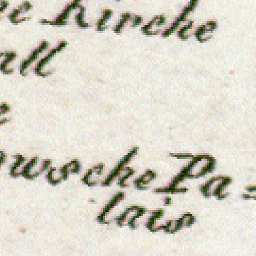 Kirche
all
owsche Pa=
lais